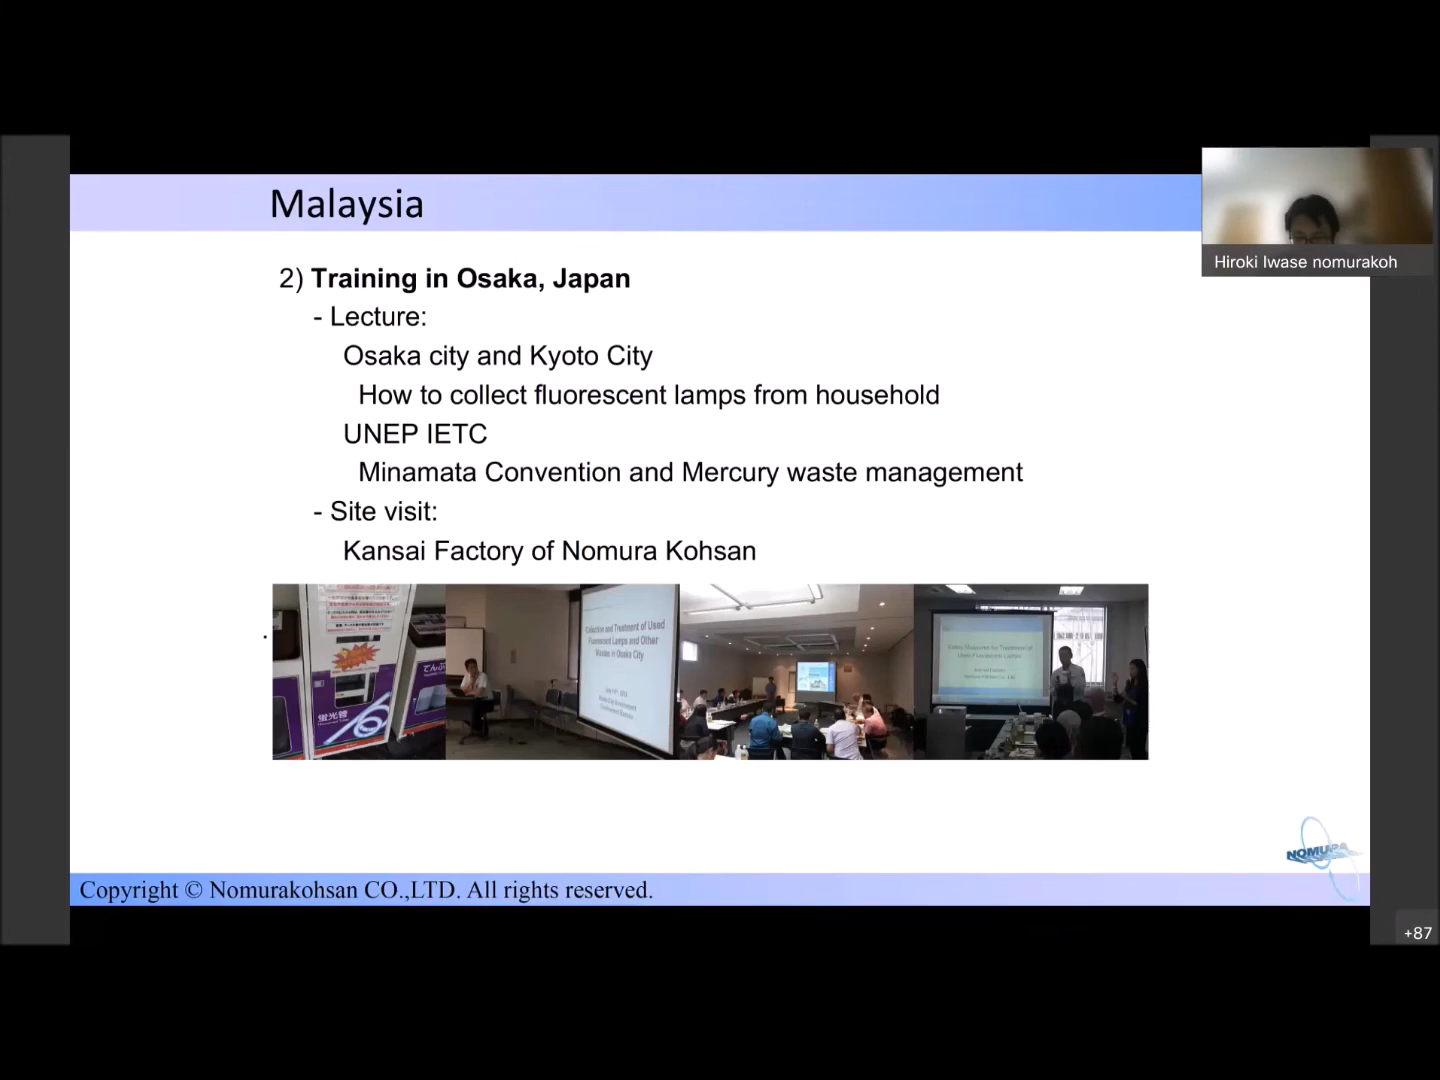 Malaysia
Hiroki Iwase nomurakoh
2) Training in Osaka, Japan
- Lecture:
Osaka city and Kyoto City
How to collect fluorescent lamps from household
UNEP IETC
Minamata Convention and Mercury waste management
- Site visit:
Kansai Factory of Nomura Kohsan
蛍光管
Collection and Treatment of Used
Fluorescent Lamps and Other
Wastes in Osaka City
NOMURA
Copyright © Nomurakohsan CO.,LTD. All rights reserved.
+87